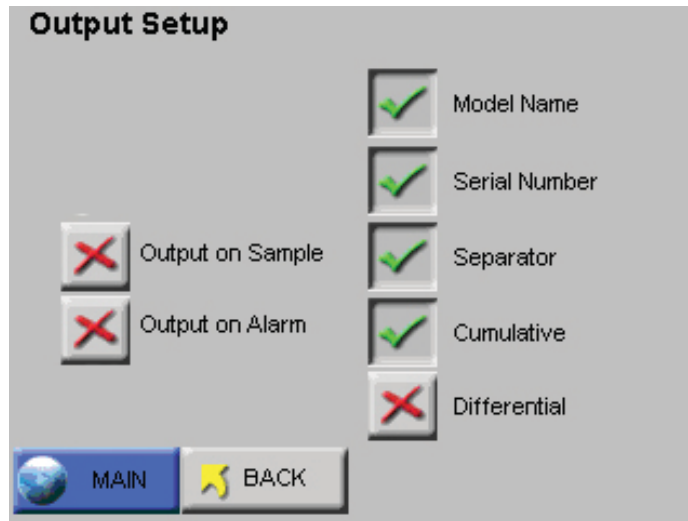 Output Setup
Output on Sample
Output on Alarm
Model Name
Serial Number
Separator
Cumulative
Differential
MAIN
BACK